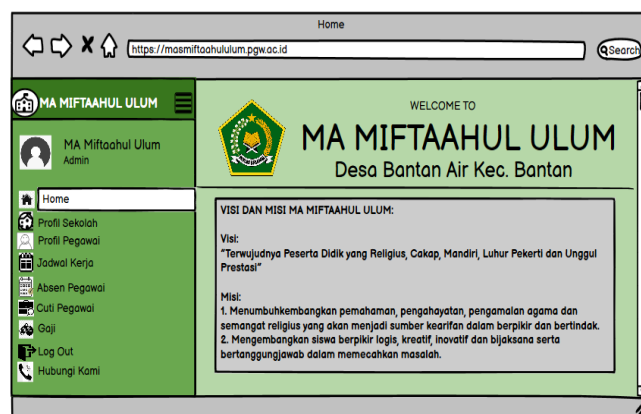 Home
https://masmiftaahululum.pgw.ac.id
Search
MA MIFTAAHUL ULUM
MA Miftaahul Ulum
Admin
Home
Profil Sekolah
Profil Pegawai
Jadwal Kerja
Absen Pegawai
Cuti Pegawai
Gaji
Log Out
Hubungi Kami
WELCOME TO
MA MIFTAAHUL ULUM
Desa Bantan Air Kec. Bantan
VISI DAN MISI MA MIFTAAHUL ULUM:
Visi:
“Terwujudnya Peserta Didik yang Religius, Cakap, Mandiri, Luhur Pekerti dan Unggul
Prestasi”
Misi:
1. Menumbuhkembangkan pemahaman, pengahayatan, pengamalan agama dan
semangat religius yang akan menjadi sumber kearifan dalam berpikir dan bertindak.
2. Mengembangkan siswa berpikir logis, kreatif, inovatif dan bijaksana serta
bertanggungjawab dalam memecahkan masalah.